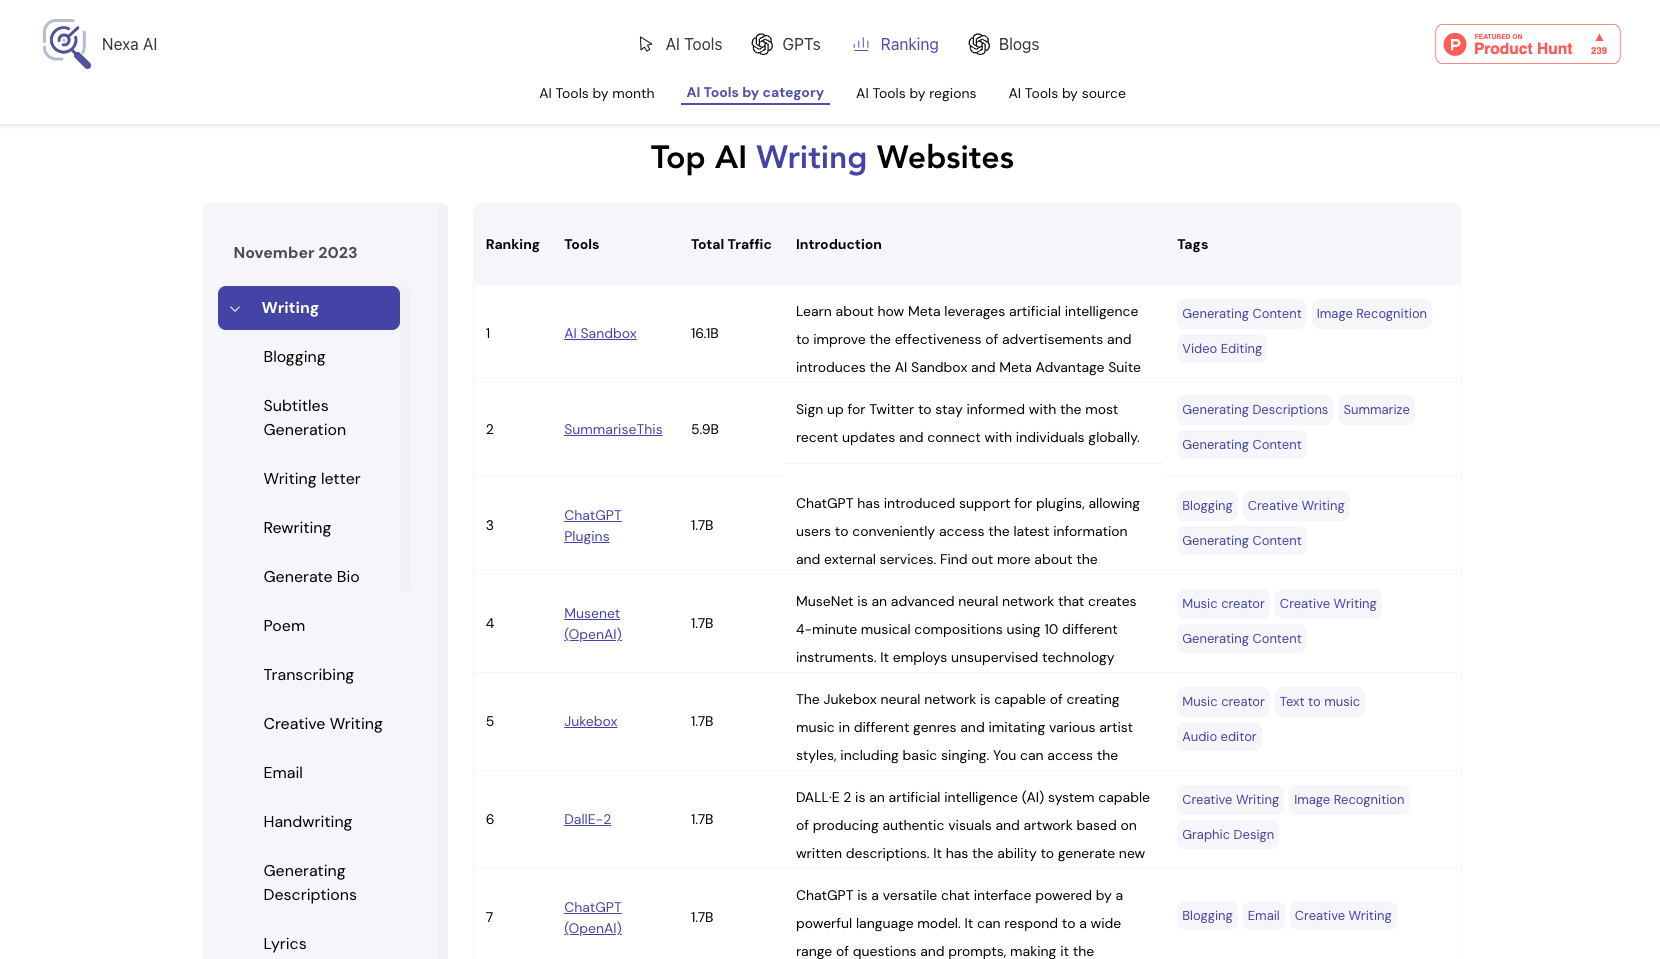 Nexa AI
AI Tools
GPTs
Ranking
Blogs
FEATURED ON
Product Hunt
239
AI Tools by month
AI Tools by category
AI Tools by regions
AI Tools by source
Top AI Writing Websites
November 2023
Writing
Blogging
Subtitles
Generation
Writing letter
Rewriting
Generate Bio
Poem
Transcribing
Creative Writing
Email
Handwriting
Generating
Descriptions
Lyrics
Ranking Tools Total Traffic Introduction Tags
1
AI Sandbox
16.1B
Learn about how Meta leverages artificial intelligence
to improve the effectiveness of advertisements and
introduces the AI Sandbox and Meta Advantage Suite
Generating Content Image Recognition
Video Editing
2
SummariseThis
5.9B
Sign up for Twitter to stay informed with the most
recent updates and connect with individuals globally.
Generating Descriptions Summarize
Generating Content
3
ChatGPT
Plugins
1.7B
ChatGPT has introduced support for plugins, allowing
users to conveniently access the latest information
and external services. Find out more about the
Blogging Creative Writing
Generating Content
4
Musenet
(OpenAI)
1.7B
MuseNet is an advanced neural network that creates
4-minute musical compositions using 10 different
instruments. It employs unsupervised technology
Music creator Creative Writing
Generating Content
5
Jukebox
1.7B
The Jukebox neural network is capable of creating
music in different genres and imitating various artist
styles, including basic singing. You can access the
Music creator Text to music
Audio editor
6
DallE-2
1.7B
DALL·E 2 is an artificial intelligence (AI) system capable
of producing authentic visuals and artwork based on
written descriptions. It has the ability to generate new
Creative Writing Image Recognition
Graphic Design
7
ChatGPT
(OpenAI)
1.7B
ChatGPT is a versatile chat interface powered by a
powerful language model. It can respond to a wide
range of questions and prompts, making it the
Blogging Email Creative Writing